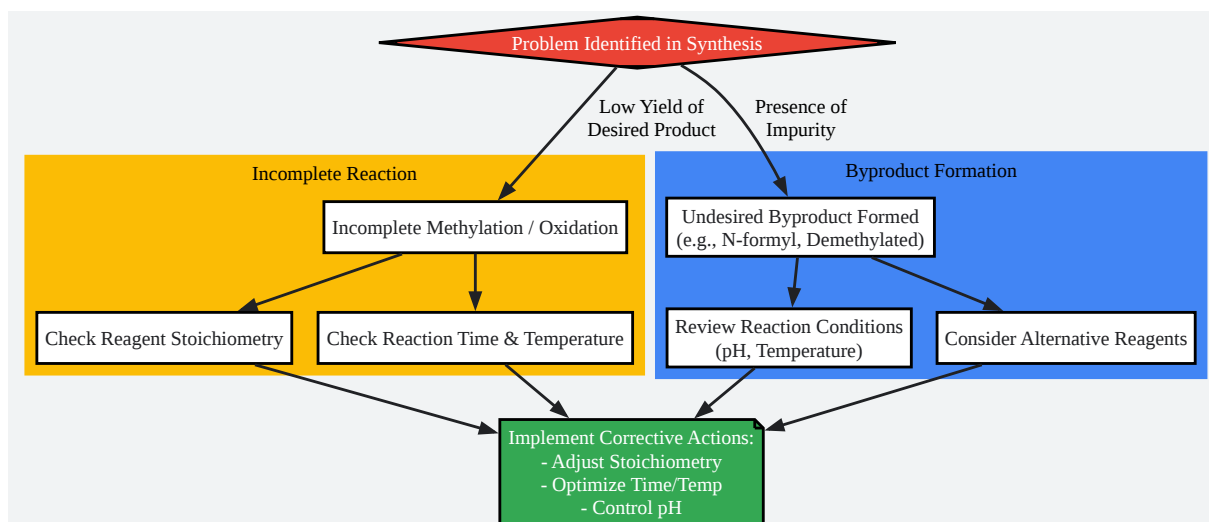 Problem Identified in Synthesis
Low Yield of
Desired Product
Presence of
Impurity
Incomplete Reaction
Byproduct Formation
Incomplete Methylation / Oxidation
Undesired Byproduct Formed
(e.g., N-formyl, Demethylated)
Check Reagent Stoichiometry
Check Reaction Time & Temperature
Review Reaction Conditions
(pH, Temperature)
Consider Alternative Reagents
Implement Corrective Actions:
- Adjust Stoichiometry
- Optimize Time/Temp
- Control pH